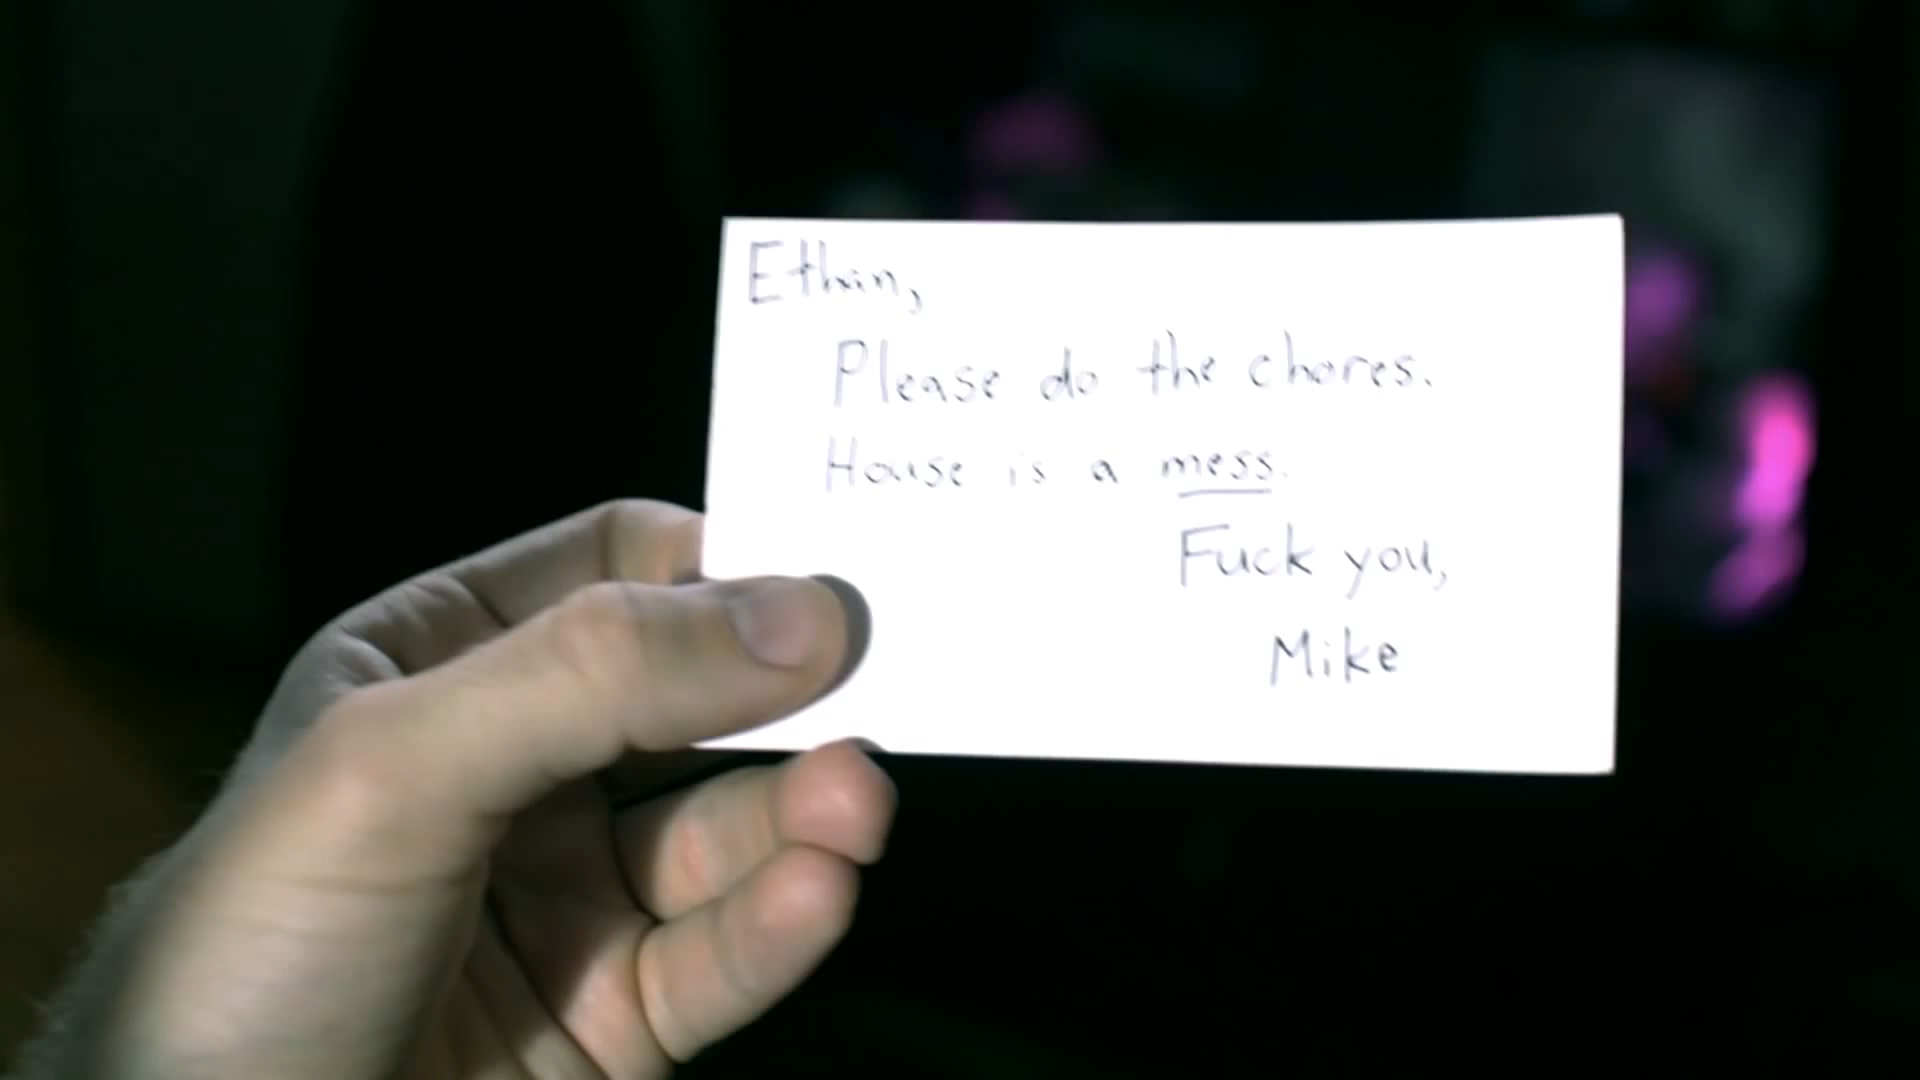 Ethan,
Please do the chores.
House is a mess.
Fuck you,
Mike